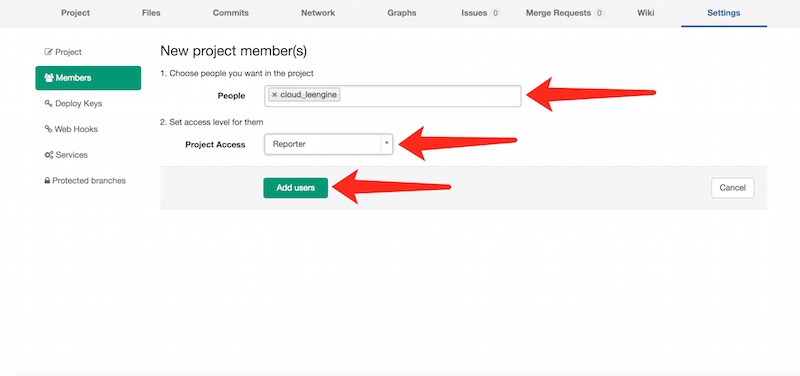 Project Files Commits Network Graphs Issues 0 Merge Requests 0 Wiki Settings
Project
Members
Deploy Keys
Web Hooks
Services
Protected branches
New project member(s)
1. Choose people you want in the project
People × cloud_leengine
2. Set access level for them
Project Access Reporter
Add users Cancel